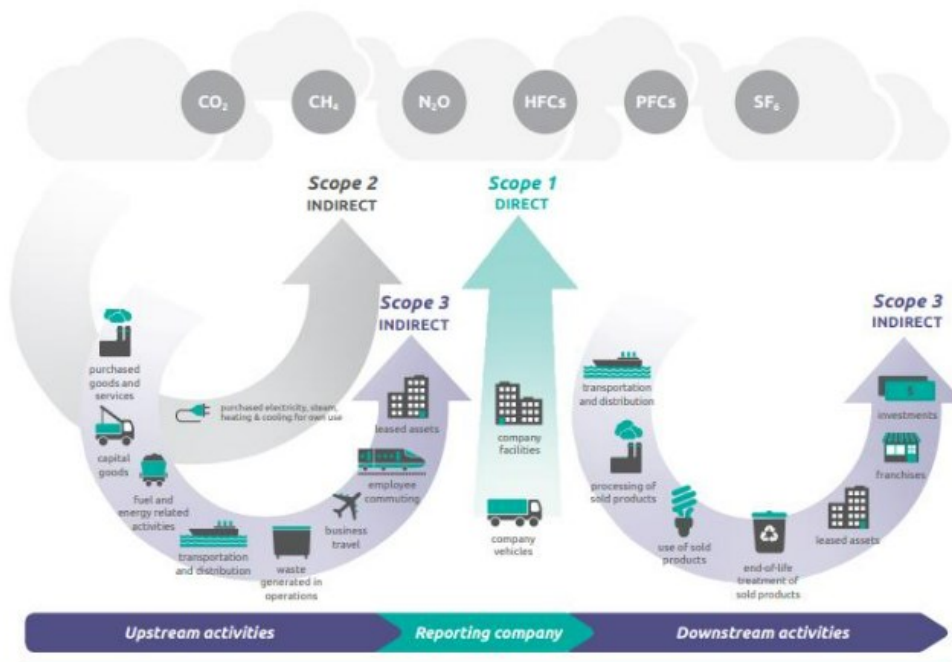 CO₂
CH₄
N₂O
HFCs
PFCs
SF₆
Scope 2
INDIRECT
Scope 1
DIRECT
Scope 3
INDIRECT
Scope 3
INDIRECT
purchased
goods and
services
capital
goods
fuel and
energy related
activities
transportation
and distribution
waste
generated in
operations
business
travel
employee
commuting
leased assets
purchased electricity, steam,
heating & cooling for own use
company
facilities
company
vehicles
transportation
and distribution
processing of
sold products
use of sold
products
end-of-life
treatment of
sold products
leased assets
franchises
$
investments
Upstream activities
Reporting company
Downstream activities